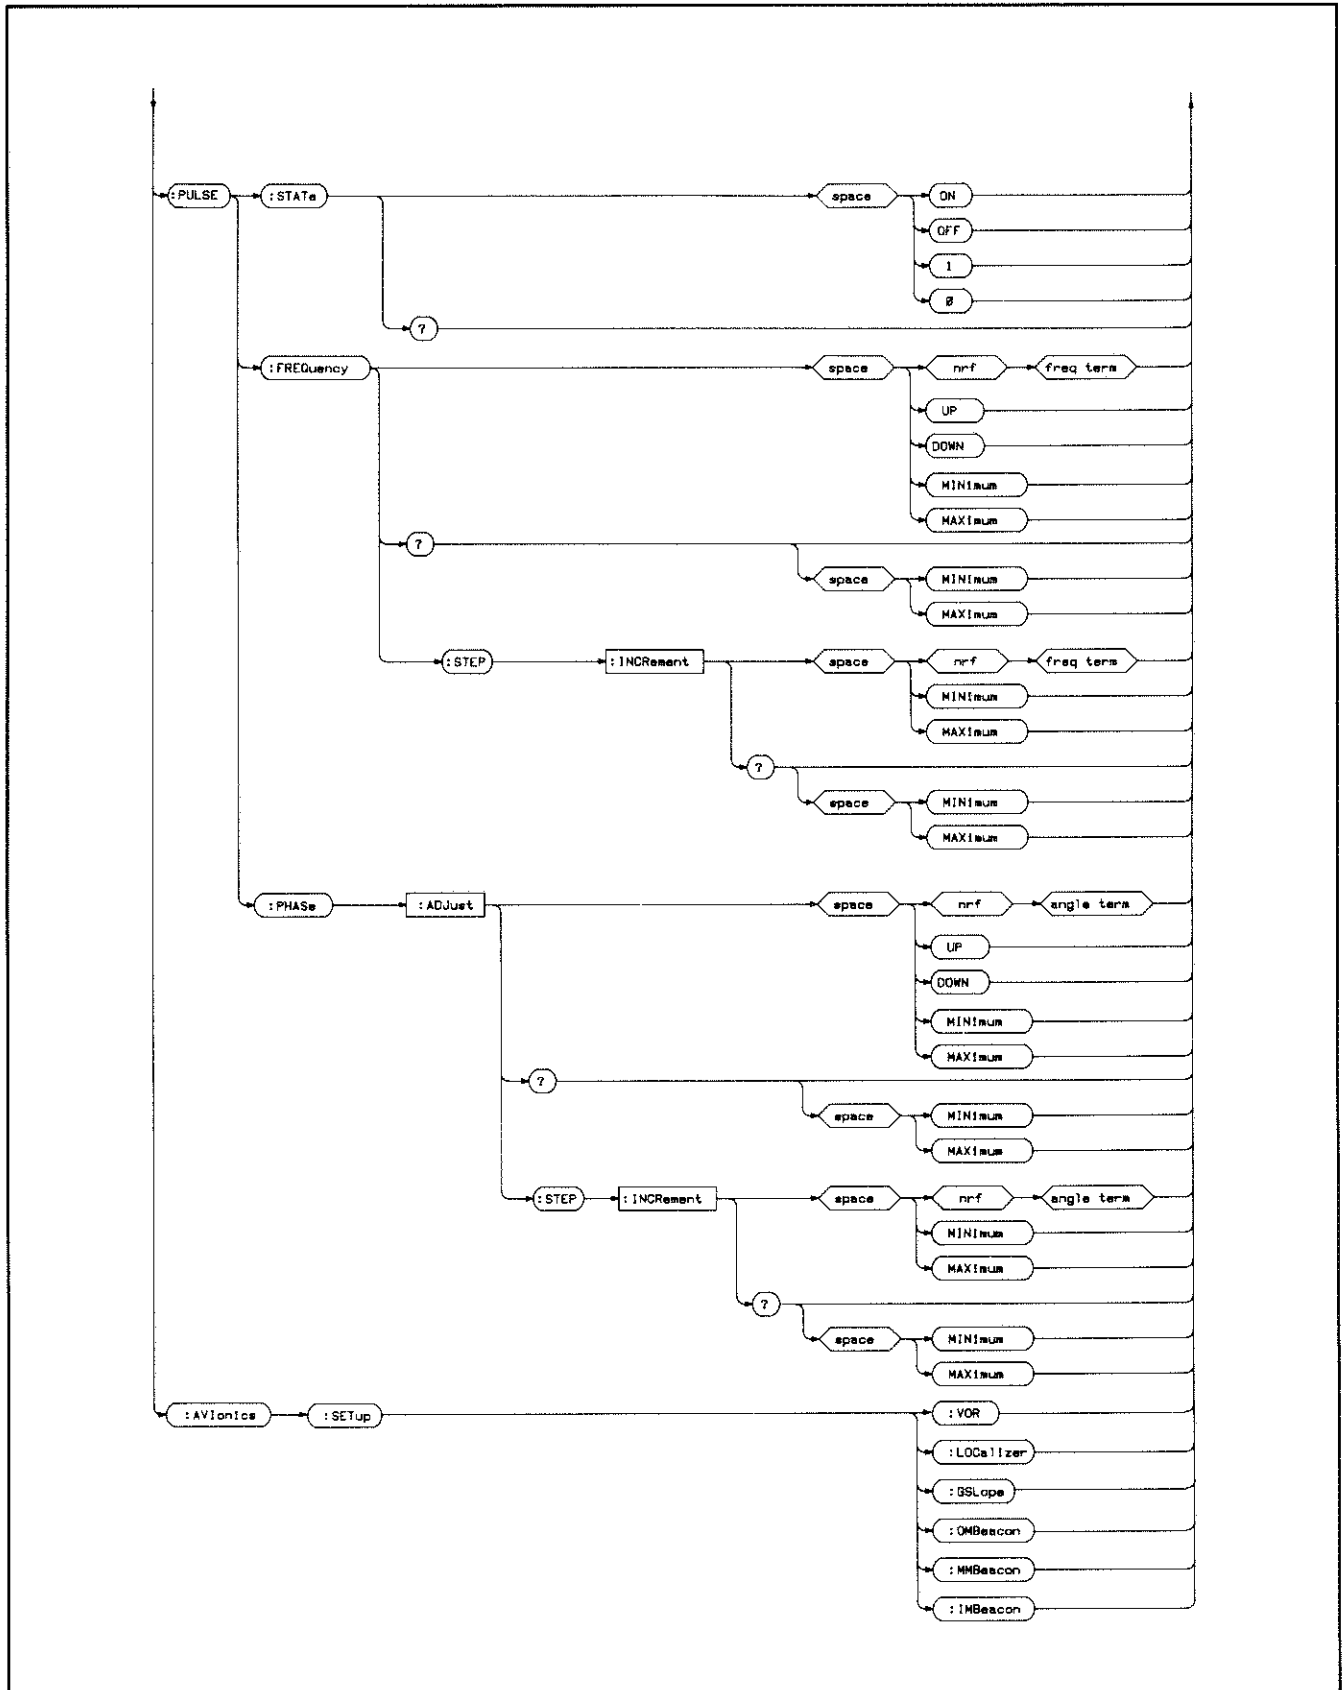 :PULSE :STATe space ON
OFF
1
0
?
:FREQuency space nrf freq term
UP
DOWN
MINimum
MAXimum
?
space MINimum
MAXimum
:STEP :INCRement space nrf freq term
MINimum
MAXimum
?
space MINimum
MAXimum
:PHASe :ADJust space nrf angle term
UP
DOWN
MINimum
MAXimum
?
space MINimum
MAXimum
:STEP :INCRement space nrf angle term
MINimum
MAXimum
?
space MINimum
MAXimum
:AVIonics :SETup :VOR
:LOCalizer
:GSLope
:OMBeacon
:MMBeacon
:IMBeacon